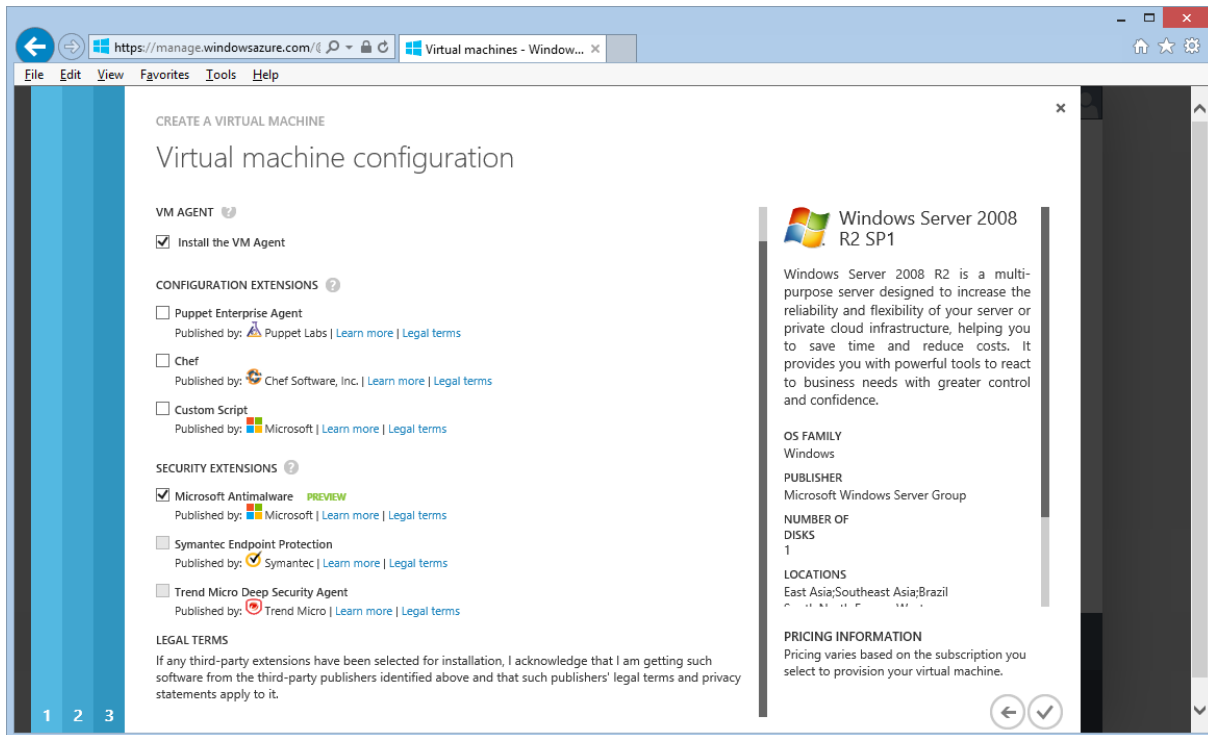 https://manage.windowsazure.com/
Virtual machines - Window...
File Edit View Favorites Tools Help
CREATE A VIRTUAL MACHINE
Virtual machine configuration
VM AGENT ?
Install the VM Agent
CONFIGURATION EXTENSIONS ?
Puppet Enterprise Agent
Published by: Puppet Labs | Learn more | Legal terms
Chef
Published by: Chef Software, Inc. | Learn more | Legal terms
Custom Script
Published by: Microsoft | Learn more | Legal terms
SECURITY EXTENSIONS ?
Microsoft Antimalware PREVIEW
Published by: Microsoft | Learn more | Legal terms
Symantec Endpoint Protection
Published by: Symantec | Learn more | Legal terms
Trend Micro Deep Security Agent
Published by: Trend Micro | Learn more | Legal terms
LEGAL TERMS
If any third-party extensions have been selected for installation, I acknowledge that I am getting such
software from the third-party publishers identified above and that such publishers' legal terms and privacy
statements apply to it.
1 2 3
Windows Server 2008
R2 SP1
Windows Server 2008 R2 is a multi-
purpose server designed to increase the
reliability and flexibility of your server or
private cloud infrastructure, helping you
to save time and reduce costs. It
provides you with powerful tools to react
to business needs with greater control
and confidence.
OS FAMILY
Windows
PUBLISHER
Microsoft Windows Server Group
NUMBER OF
DISKS
1
LOCATIONS
East Asia;Southeast Asia;Brazil
PRICING INFORMATION
Pricing varies based on the subscription you
select to provision your virtual machine.